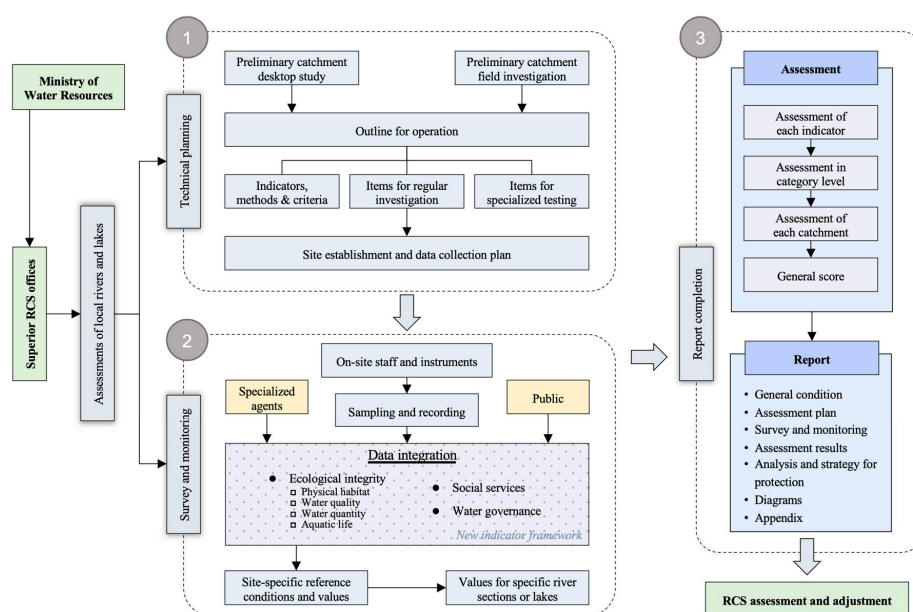 Ministry of
Water Resources
Superior RCS offices
Assessments of local rivers and lakes
1
Technical planning
Preliminary catchment
desktop study
Preliminary catchment
field investigation
Outline for operation
Indicators,
methods & criteria
Items for regular
investigation
Items for
specialized testing
Site establishment and data collection plan
2
Survey and monitoring
On-site staff and instruments
Specialized
agents
Sampling and recording
Public
Data integration
● Ecological integrity
□ Physical habitat
□ Water quality
□ Water quantity
□ Aquatic life
● Social services
● Water governance
New indicator framework
Site-specific reference
conditions and values
Values for specific river
sections or lakes
3
Report completion
Assessment
Assessment of
each indicator
Assessment in
category level
Assessment of
each catchment
General score
Report
• General condition
• Assessment plan
• Survey and monitoring
• Assessment results
• Analysis and strategy for
protection
• Diagrams
• Appendix
RCS assessment and adjustment